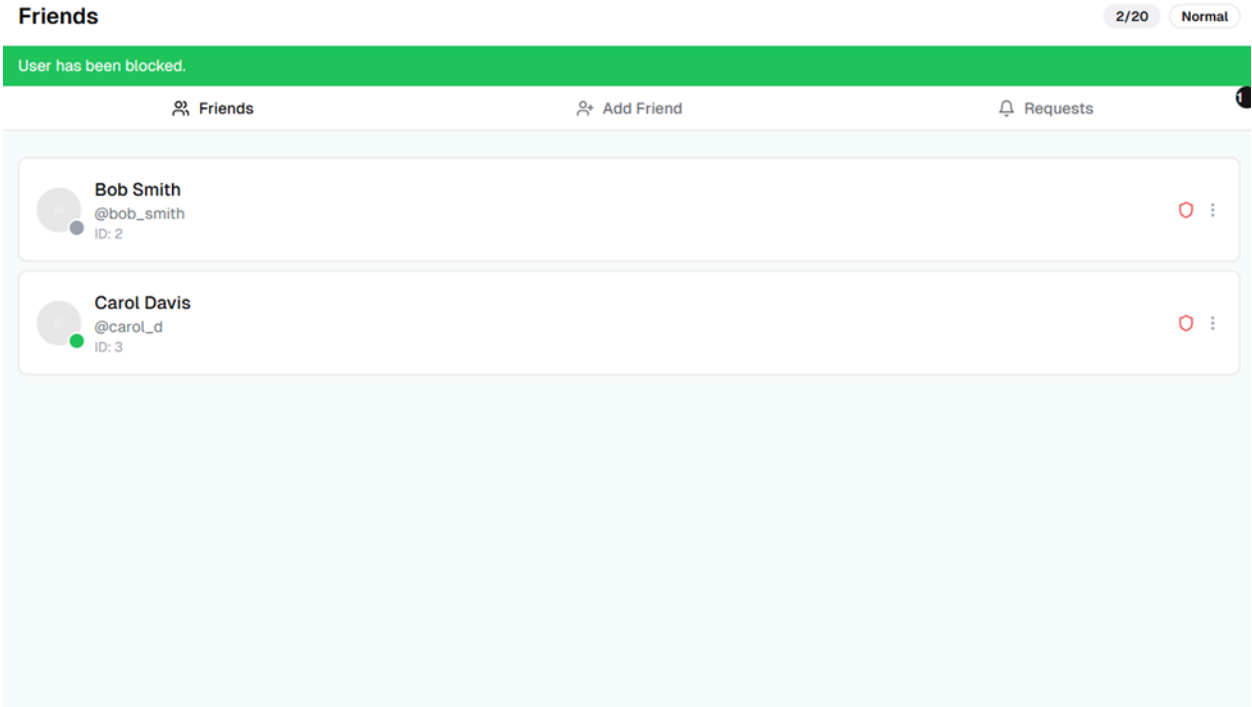 Friends
2/20 Normal
User has been blocked.
Friends
Add Friend
Requests
1
Bob Smith
@bob_smith
ID: 2
Carol Davis
@carol_d
ID: 3